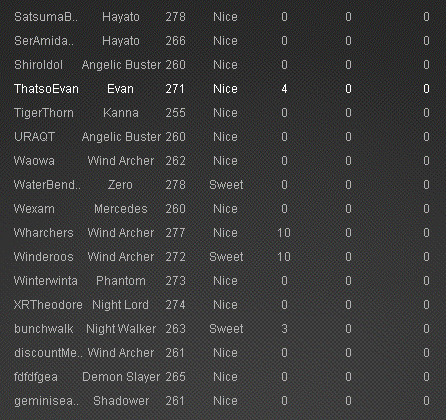 SatsumaB.. Hayato 278 Nice 0 0 0
SerAmida.. Hayato 266 Nice 0 0 0
ShiroIdol Angelic Buster 260 Nice 0 0 0
ThatsoEvan Evan 271 Nice 4 0 0
TigerThorn Kanna 255 Nice 0 0 0
URAQT Angelic Buster 260 Nice 0 0 0
Waowa Wind Archer 262 Nice 0 0 0
WaterBend.. Zero 278 Sweet 0 0 0
Wexam Mercedes 260 Nice 0 0 0
Wharchers Wind Archer 277 Nice 10 0 0
Winderoos Wind Archer 272 Sweet 10 0 0
Winterwinta Phantom 273 Nice 0 0 0
XRTheodore Night Lord 274 Nice 0 0 0
bunchwalk Night Walker 263 Sweet 3 0 0
discountMe.. Wind Archer 261 Nice 0 0 0
fdfdfgea Demon Slayer 265 Nice 0 0 0
geminisea.. Shadower 261 Nice 0 0 0